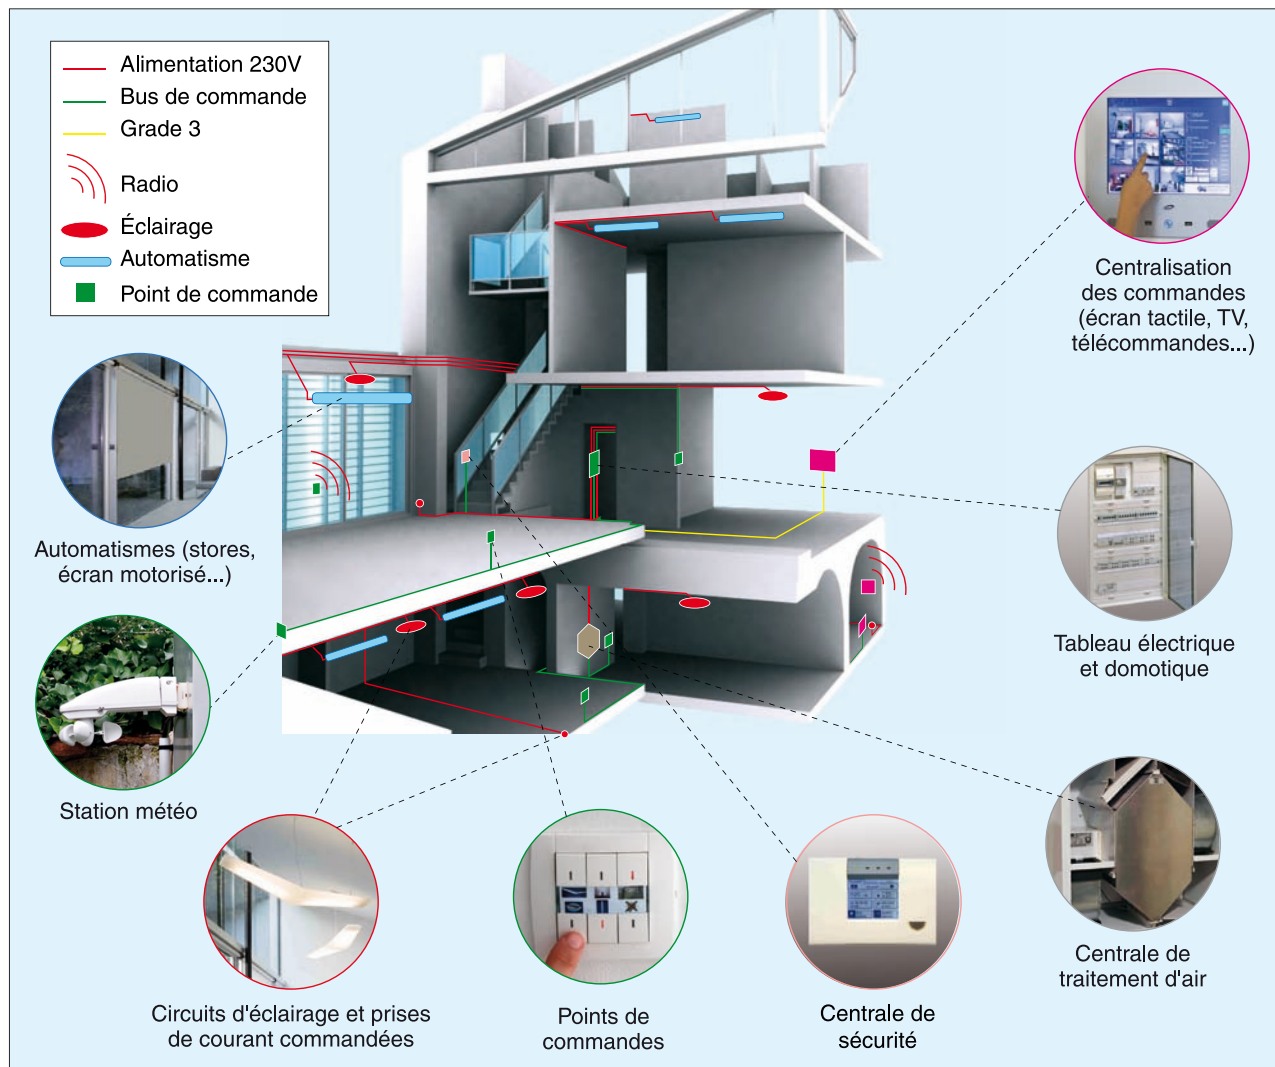 Alimentation 230V
Bus de commande
Grade 3
Radio
Éclairage
Automatisme
Point de commande
Centralisation
des commandes
(écran tactile, TV,
télécommandes...)
Automatismes (stores,
écran motorisé...)
Tableau électrique
et domotique
Station météo
Centrale de
traitement d'air
Circuits d'éclairage et prises
de courant commandées
Points de
commandes
Centrale de
sécurité